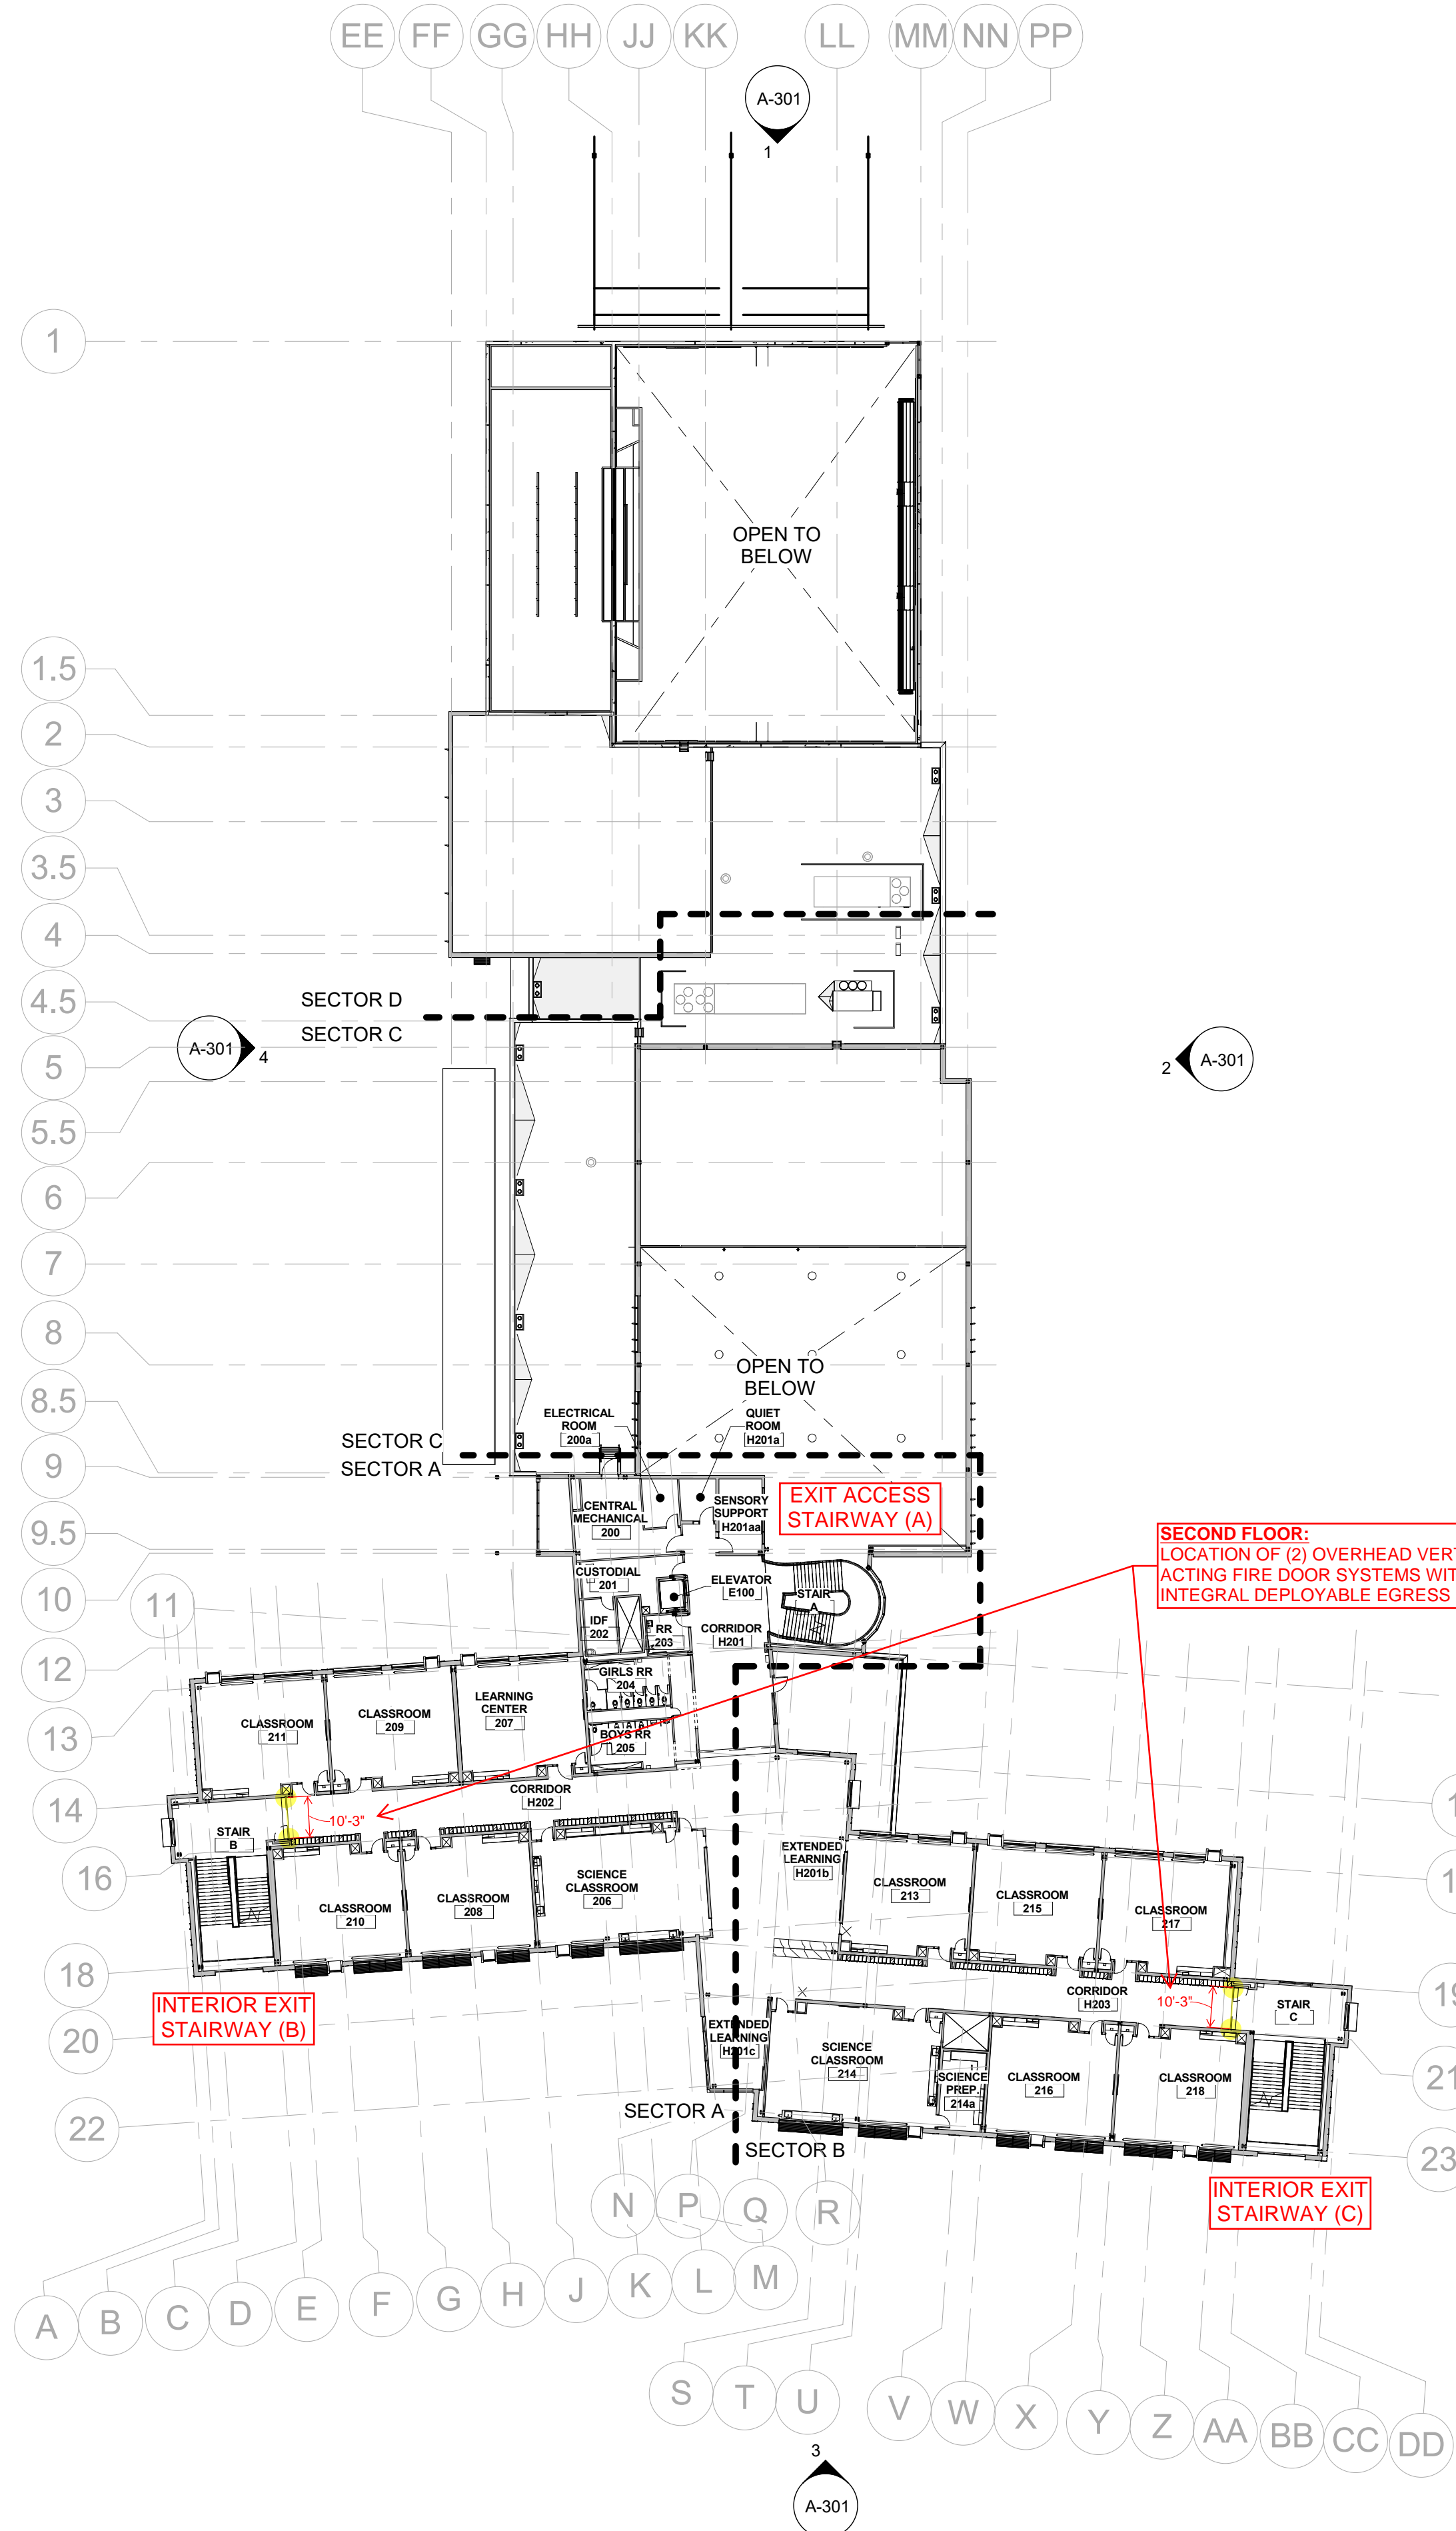 EE FF GG HH JJ KK LL MM NN PP
A-301
1
1
OPEN TO
BELOW
1.5
2
3
3.5
4
4.5
5
5.5
6
7
8
8.5
9
9.5
10
11
12
13
14
16
18
20
22
SECTOR D
SECTOR C
A-301
4
2
A-301
OPEN TO
BELOW
ELECTRICAL
ROOM
200a
QUIET
ROOM
H201a
SECTOR C
SECTOR A
CENTRAL
MECHANICAL
200
SENSORY
SUPPORT
H201aa
EXIT ACCESS
STAIRWAY (A)
SECOND FLOOR:
LOCATION OF (2) OVERHEAD VERT
ACTING FIRE DOOR SYSTEMS WIT
INTEGRAL DEPLOYABLE EGRESS
CUSTODIAL
201
ELEVATOR
E100
STAIR
A
IDF
202
RR
203
CORRIDOR
H201
GIRLS RR
204
BOYS RR
205
LEARNING
CENTER
207
CLASSROOM
209
CLASSROOM
211
CORRIDOR
H202
10'-3"
STAIR
B
CLASSROOM
210
CLASSROOM
208
SCIENCE
CLASSROOM
206
EXTENDED
LEARNING
H201b
CLASSROOM
213
CLASSROOM
215
CLASSROOM
217
CORRIDOR
H203
10'-3"
STAIR
C
INTERIOR EXIT
STAIRWAY (B)
EXTENDED
LEARNING
H201c
SCIENCE
CLASSROOM
214
SCIENCE
PREP.
214a
CLASSROOM
216
CLASSROOM
218
19
21
23
SECTOR A
SECTOR B
INTERIOR EXIT
STAIRWAY (C)
N P Q R
A B C D E F G H J K L M
S T U V W X Y Z AA BB CC DD
3
A-301